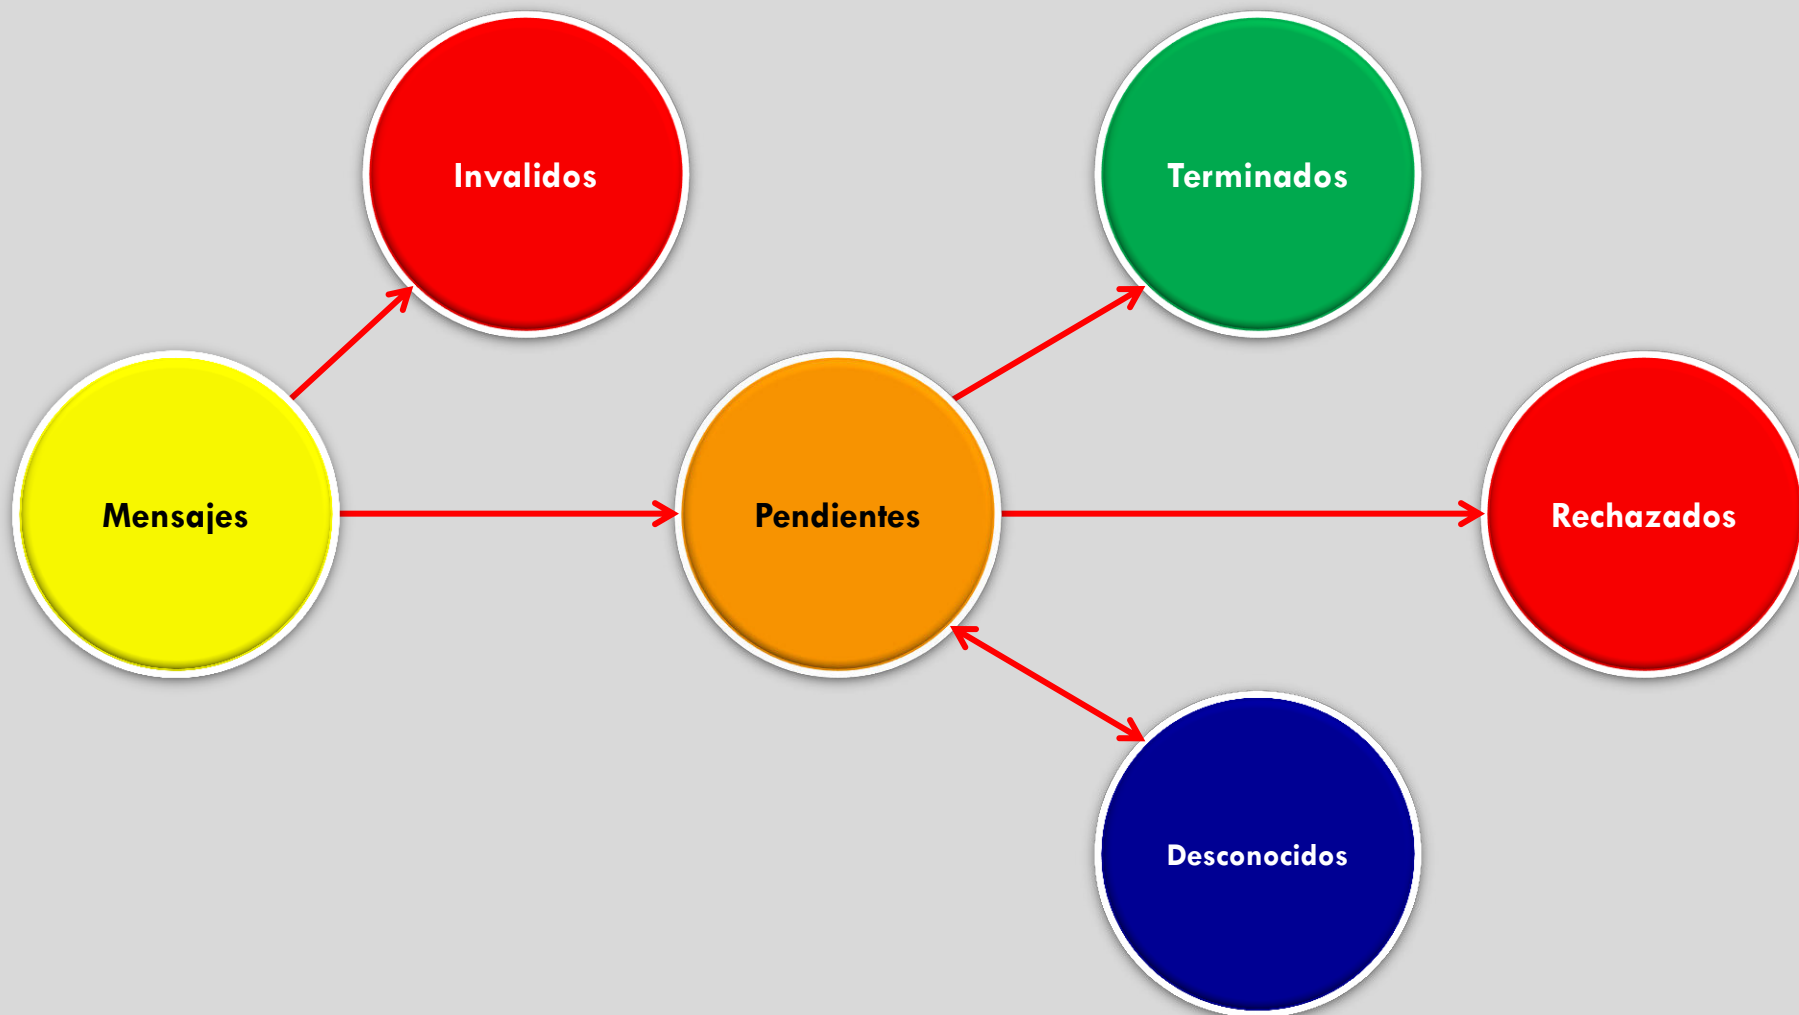 Invalidos
Terminados
Mensajes
Pendientes
Rechazados
Desconocidos